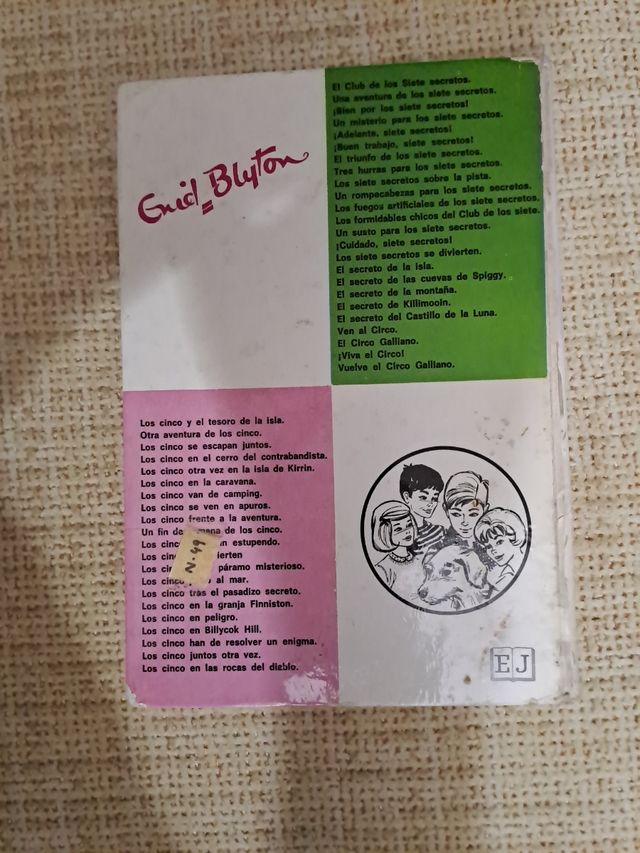 Enid Blyton
El Club de los Siete secretos.
Una aventura de los siete secretos.
¡Bien por los siete secretos!
Un misterio para los siete secretos.
¡Adelante, siete secretos!
¡Buen trabajo, siete secretos!
El triunfo de los siete secretos.
Tres hurras para los siete secretos.
Los siete secretos sobre la pista.
Un rompecabezas para los siete secretos.
Los fuegos artificiales de los siete secretos.
Los formidables chicos del Club de los siete.
Un susto para los siete secretos.
¡Cuidado, siete secretos!
Los siete secretos se divierten.
El secreto de la isla.
El secreto de las cuevas de Spiggy.
El secreto de la montaña.
El secreto de Killimooin.
El secreto del Castillo de la Luna.
Ven al Circo.
El Circo Galliano.
¡Viva el Circo!
Vuelve el Circo Galliano.
Los cinco y el tesoro de la isla.
Otra aventura de los cinco.
Los cinco se escapan juntos.
Los cinco en el cerro del contrabandista.
Los cinco otra vez en la isla de Kirrin.
Los cinco en la caravana.
Los cinco van de camping.
Los cinco se ven en apuros.
Los cinco frente a la aventura.
Un fin de de los cinco.
Los estupendo.
Los
Los páramo misterioso.
Los cinco al mar.
Los cinco tras el pasadizo secreto.
Los cinco en la granja Finniston.
Los cinco en peligro.
Los cinco en Billycok Hill.
Los cinco han de resolver un enigma.
Los cinco juntos otra vez.
Los cinco en las rocas del diablo.
N-99
EJ